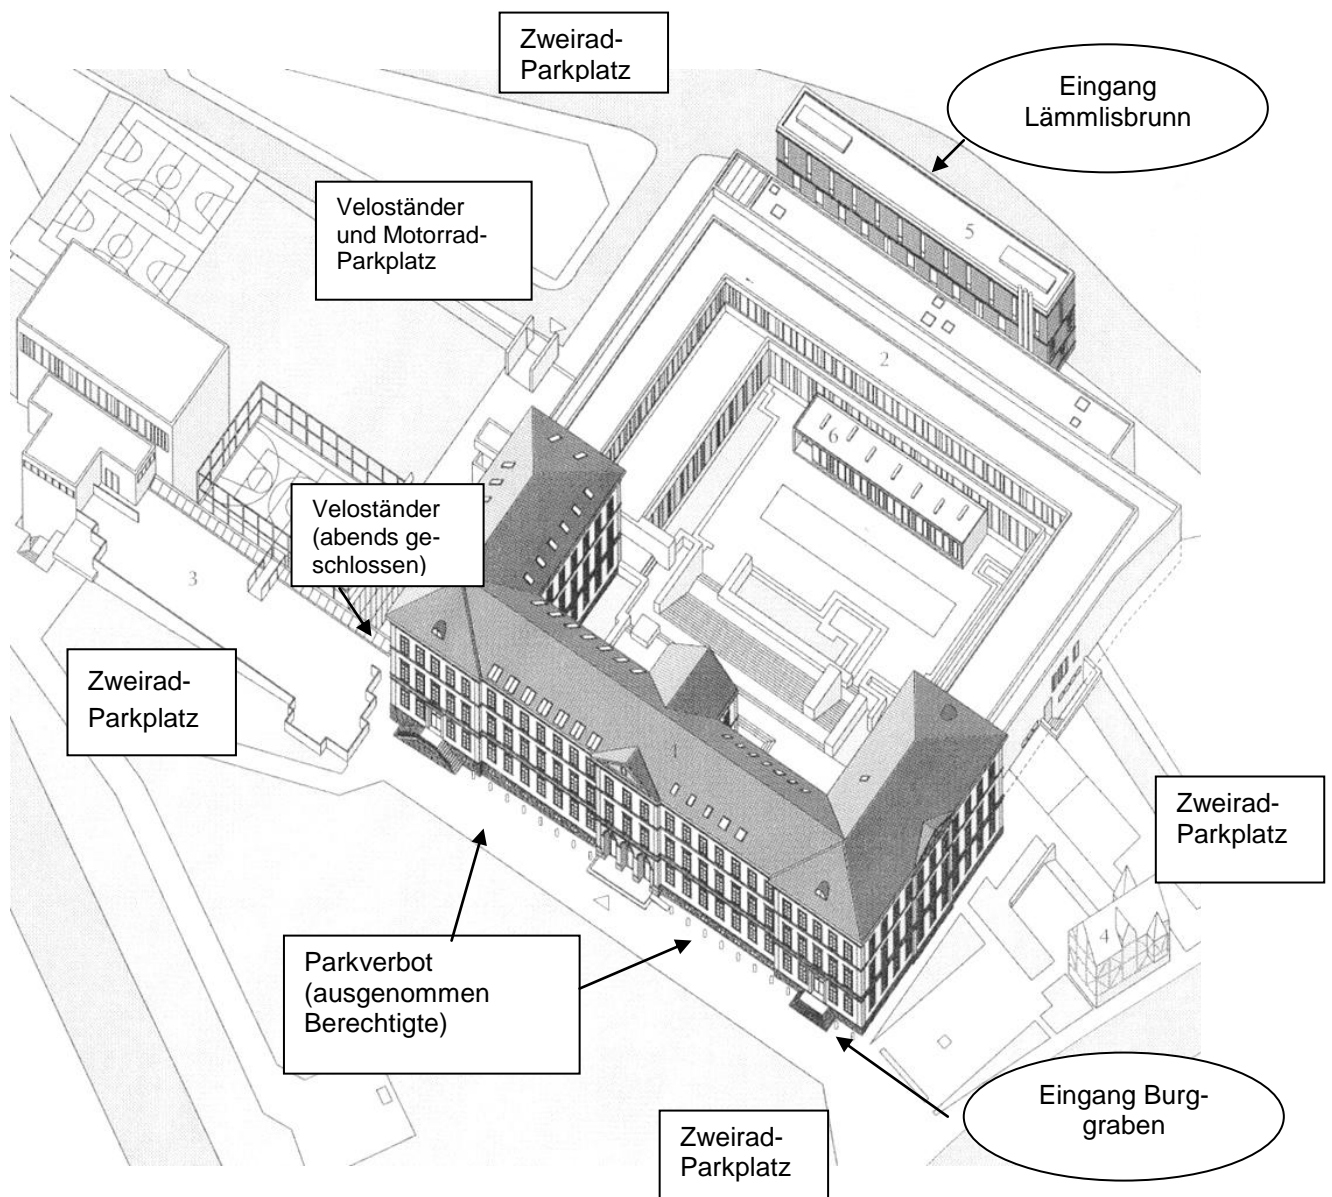 Zweirad-
Parkplatz
Eingang
Lämmlisbrunn
Veloständer
und Motorrad-
Parkplatz
5
2
6
Veloständer
(abends ge-
schlossen)
3
Zweirad-
Parkplatz
1
Zweirad-
Parkplatz
4
Parkverbot
(ausgenommen
Berechtigte)
Eingang Burg-
graben
Zweirad-
Parkplatz